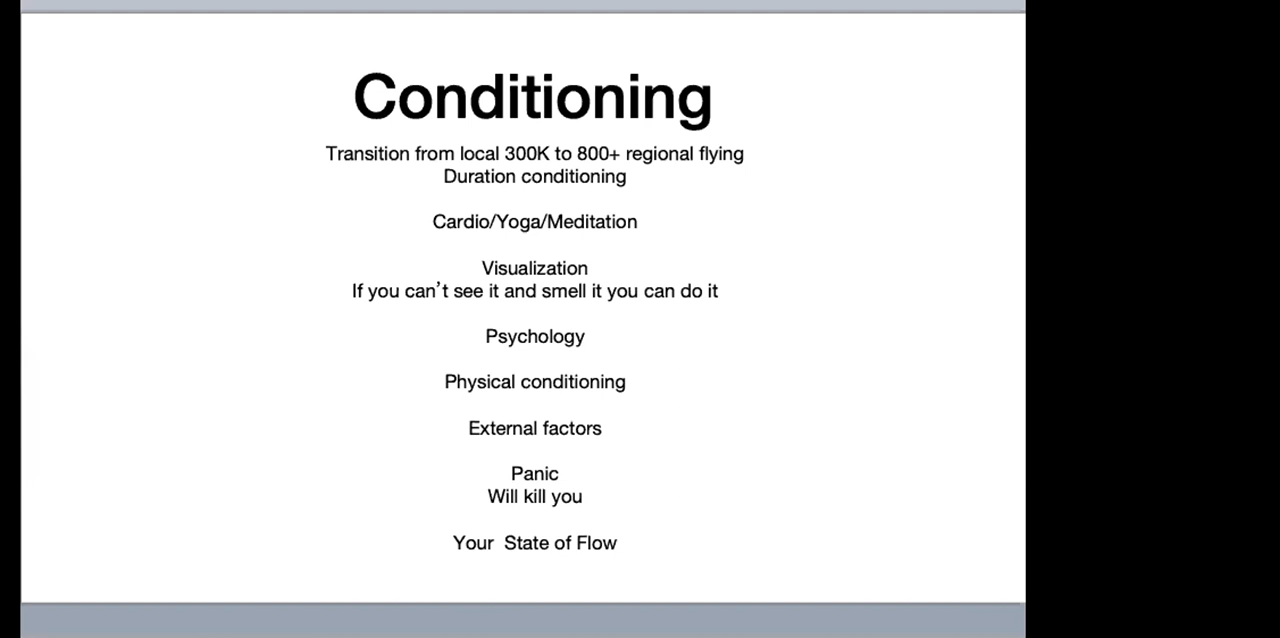 Conditioning
Transition from local 300K to 800+ regional flying
Duration conditioning
Cardio/Yoga/Meditation
Visualization
If you can’t see it and smell it you can do it
Psychology
Physical conditioning
External factors
Panic
Will kill you
Your  State of Flow